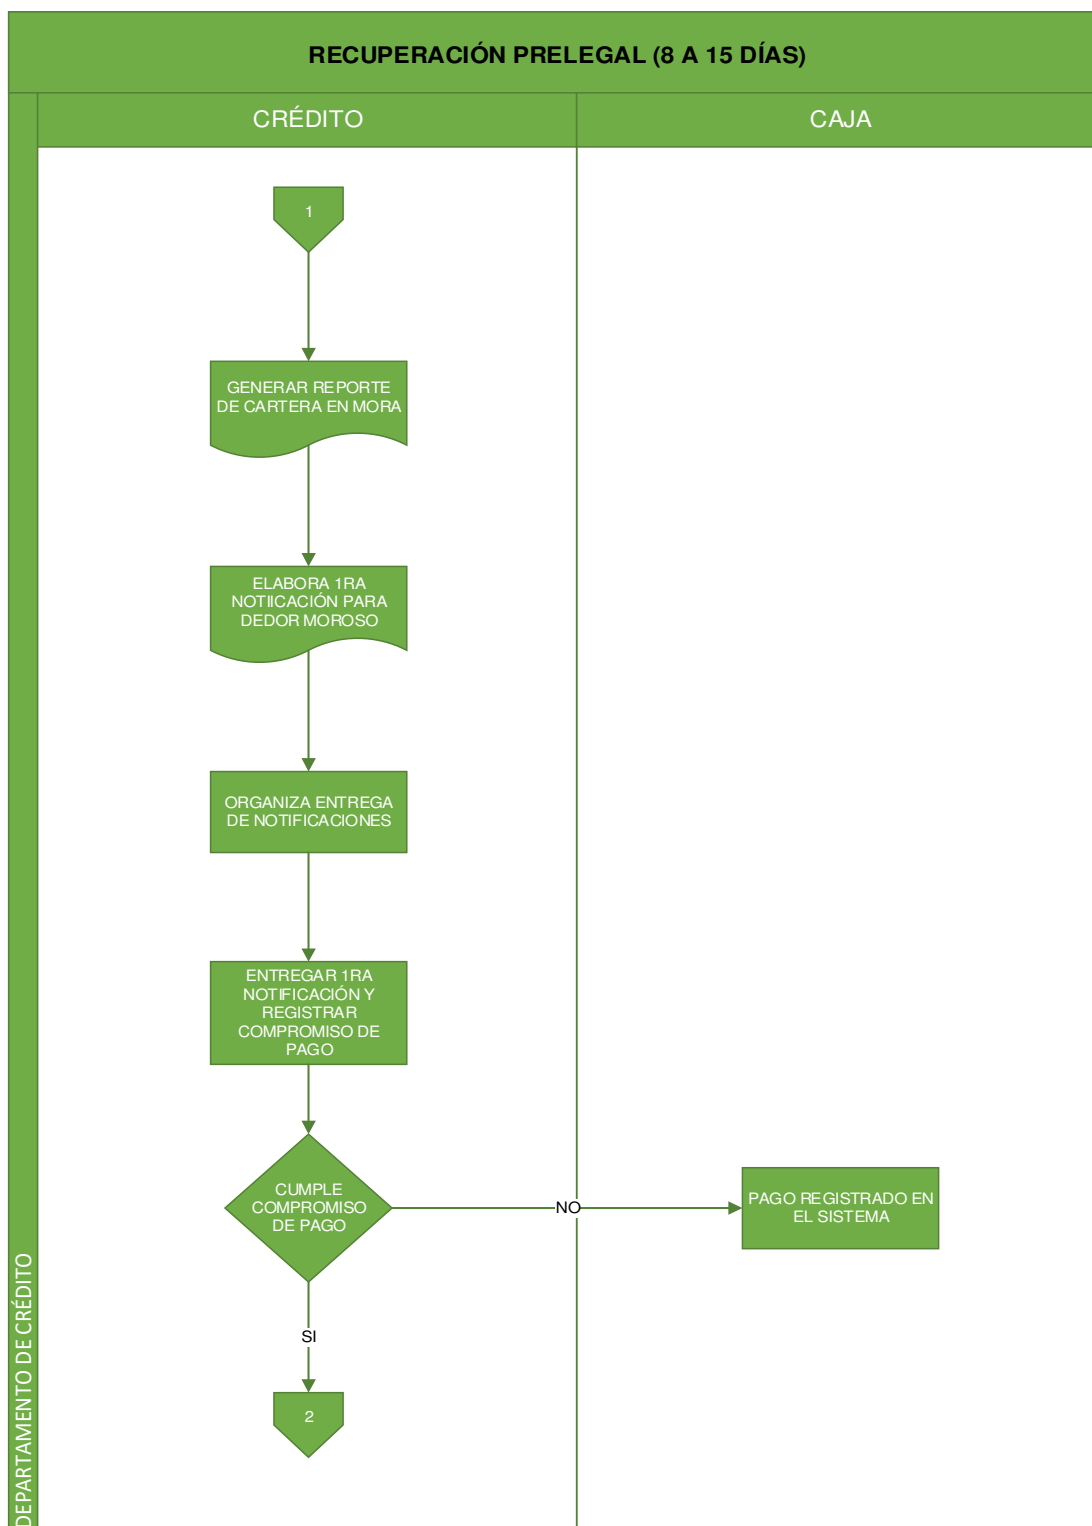 RECUPERACIÓN PRELEGAL (8 A 15 DÍAS)
CRÉDITO
CAJA
1
GENERAR REPORTE
DE CARTERA EN MORA
ELABORA 1RA
NOTIICACIÓN PARA
DEDOR MOROSO
ORGANIZA ENTREGA
DE NOTIFICACIONES
ENTREGAR 1RA
NOTIFICACIÓN Y
REGISTRAR
COMPROMISO DE
PAGO
CUMPLE
COMPROMISO
DE PAGO
NO
PAGO REGISTRADO EN
EL SISTEMA
SI
2
DEPARTAMENTO DE CRÉDITO